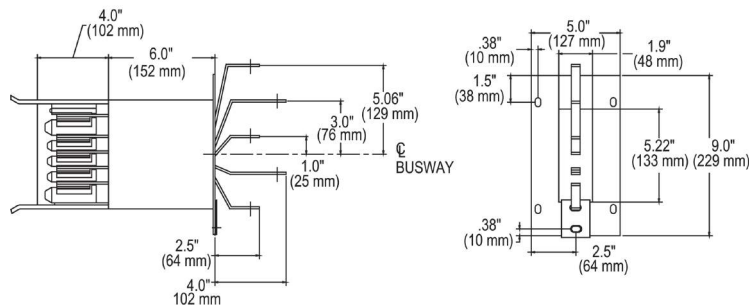 4.0"
(102 mm)
6.0"
(152 mm)
5.06"
(129 mm)
3.0"
(76 mm)
1.0"
(25 mm)
℄
BUSWAY
2.5"
(64 mm)
4.0"
102 mm
5.0"
(127 mm)
.38"
(10 mm)
1.9"
(48 mm)
1.5"
(38 mm)
5.22"
(133 mm)
9.0"
(229 mm)
.38"
(10 mm)
2.5"
(64 mm)